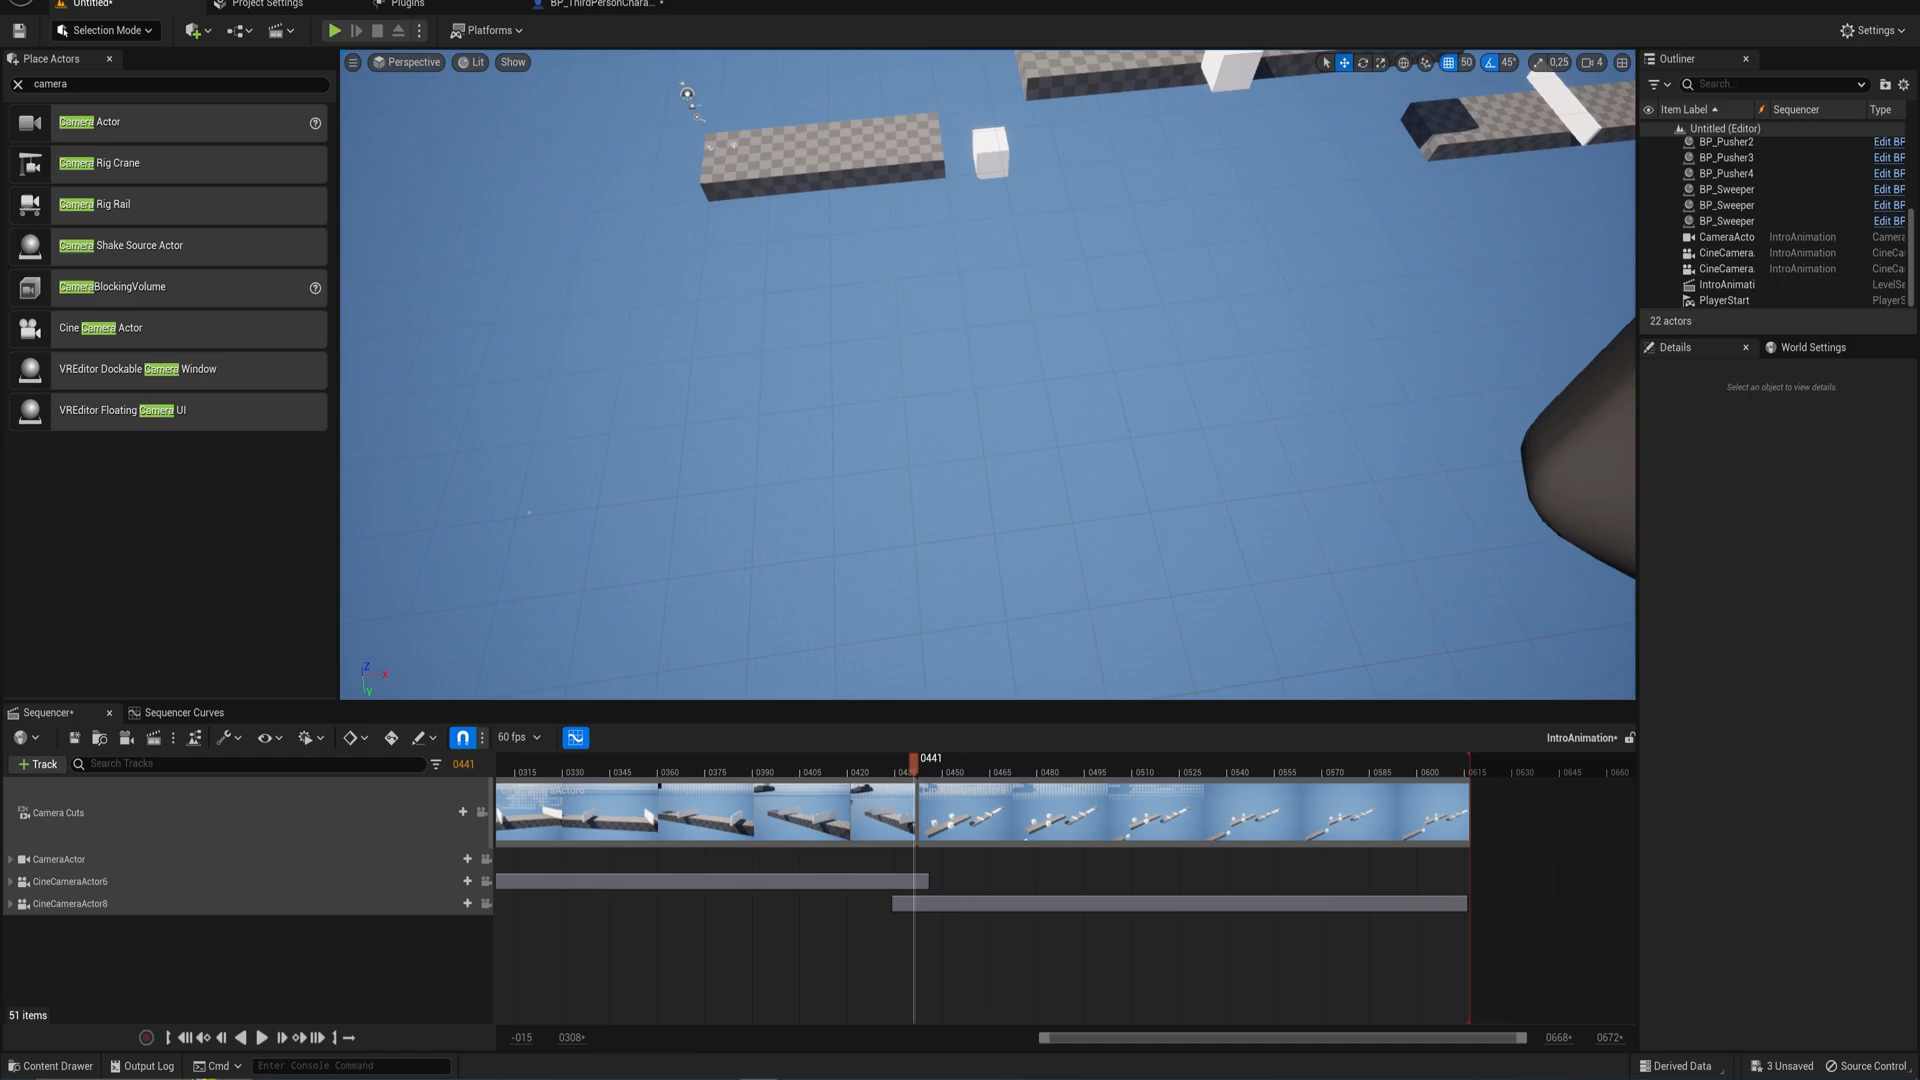 Untitled*
Project Settings
Plugins
BP_ThirdPersonChara... *
Selection Mode
Platforms
Settings
Place Actors
camera
Camera Actor
Camera Rig Crane
Camera Rig Rail
Camera Shake Source Actor
CameraBlockingVolume
Cine Camera Actor
VREditor Dockable Camera Window
VREditor Floating Camera UI
Perspective
Lit
Show
50
45°
0,25
4
Z
X
Y
Outliner
Search...
Item Label
Sequencer
Type
Untitled (Editor)
BP_Pusher2 Edit BP
BP_Pusher3 Edit BP
BP_Pusher4 Edit BP
BP_Sweeper Edit BP
BP_Sweeper Edit BP
BP_Sweeper Edit BP
CameraActo IntroAnimation Camera
CineCamera. IntroAnimation CineCa
CineCamera. IntroAnimation CineCa
IntroAnimati LevelSe
PlayerStart PlayerS
22 actors
Details
World Settings
Select an object to view details.
Sequencer*
Sequencer Curves
60 fps
IntroAnimation*
+ Track
Search Tracks
0441
0441
0315 0330 0345 0360 0375 0390 0405 0420 043 0450 0465 0480 0495 0510 0525 0540 0555 0570 0585 0600 0615 0630 0645 0660
Camera Cuts
CameraActor
CineCameraActor6
CineCameraActor8
51 items
-015
0308*
0668*
0672*
Content Drawer
Output Log
Cmd
Enter Console Command
Derived Data
3 Unsaved
Source Control